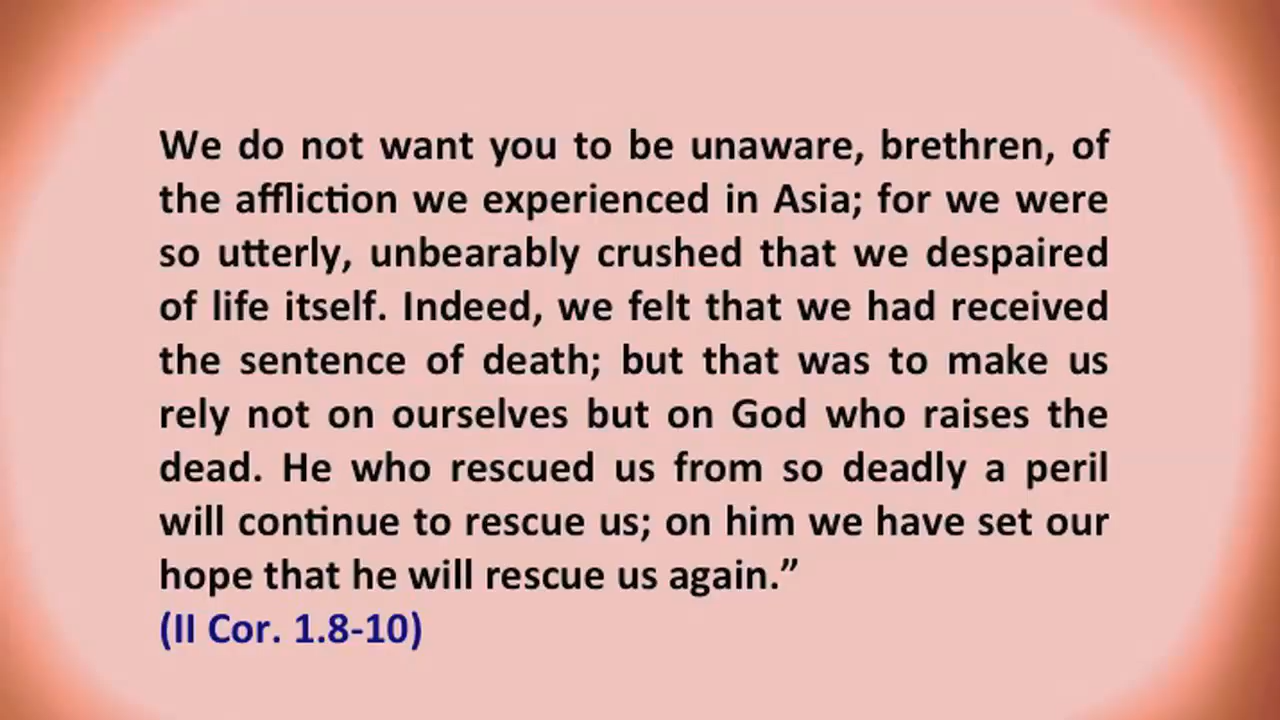 We do not want you to be unaware, brethren, of
the affliction we experienced in Asia; for we were
so utterly, unbearably crushed that we despaired
of life itself. Indeed, we felt that we had received
the sentence of death; but that was to make us
rely not on ourselves but on God who raises the
dead. He who rescued us from so deadly a peril
will continue to rescue us; on him we have set our
hope that he will rescue us again.”
(II Cor. 1.8-10)